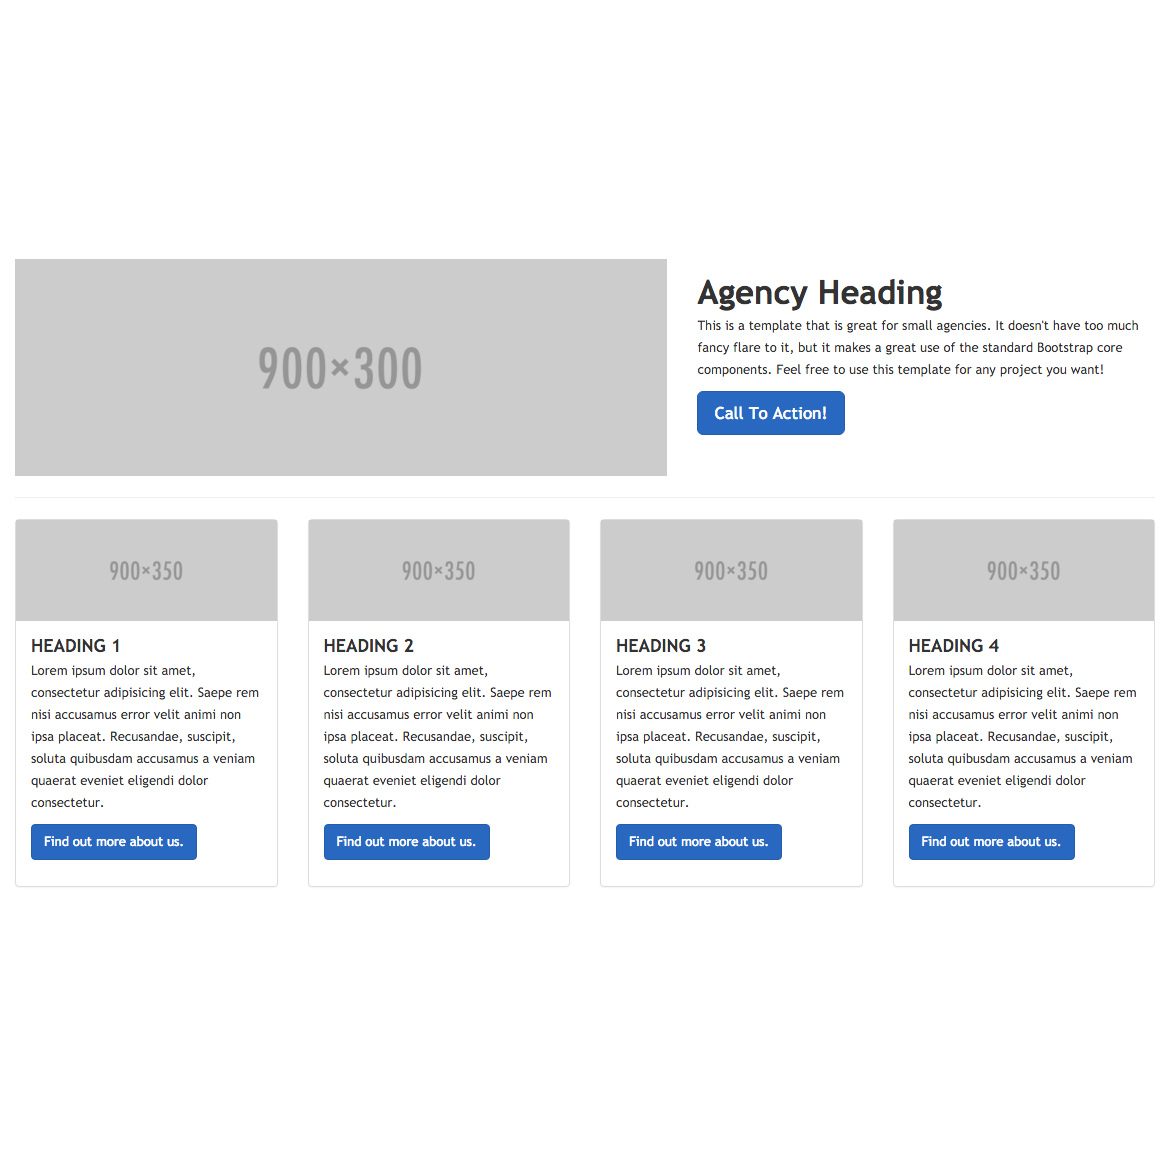 900×300
Agency Heading
This is a template that is great for small agencies. It doesn't have too much
fancy flare to it, but it makes a great use of the standard Bootstrap core
components. Feel free to use this template for any project you want!
Call To Action!
900×350
HEADING 1
Lorem ipsum dolor sit amet,
consectetur adipisicing elit. Saepe rem
nisi accusamus error velit animi non
ipsa placeat. Recusandae, suscipit,
soluta quibusdam accusamus a veniam
quaerat eveniet eligendi dolor
consectetur.
Find out more about us.
900×350
HEADING 2
Lorem ipsum dolor sit amet,
consectetur adipisicing elit. Saepe rem
nisi accusamus error velit animi non
ipsa placeat. Recusandae, suscipit,
soluta quibusdam accusamus a veniam
quaerat eveniet eligendi dolor
consectetur.
Find out more about us.
900×350
HEADING 3
Lorem ipsum dolor sit amet,
consectetur adipisicing elit. Saepe rem
nisi accusamus error velit animi non
ipsa placeat. Recusandae, suscipit,
soluta quibusdam accusamus a veniam
quaerat eveniet eligendi dolor
consectetur.
Find out more about us.
900×350
HEADING 4
Lorem ipsum dolor sit amet,
consectetur adipisicing elit. Saepe rem
nisi accusamus error velit animi non
ipsa placeat. Recusandae, suscipit,
soluta quibusdam accusamus a veniam
quaerat eveniet eligendi dolor
consectetur.
Find out more about us.